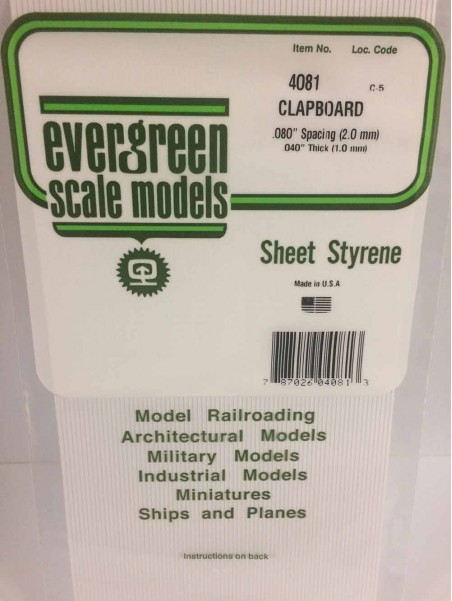 Item No. Loc. Code
4081 C-5
CLAPBOARD
.080" Spacing (2.0 mm)
.040" Thick (1.0 mm)
evergreen
scale models
Sheet Styrene
Made in U.S.A
7 87026 04081 3
Model Railroading
Architectural Models
Military Models
Industrial Models
Miniatures
Ships and Planes
Instructions on back